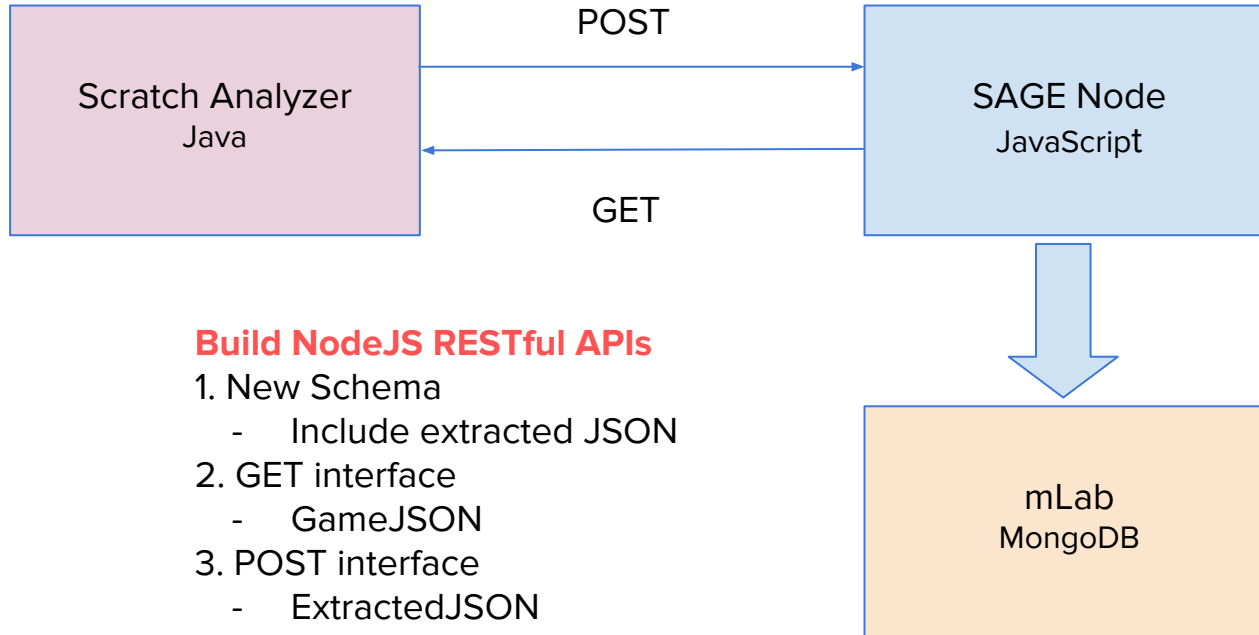 POST
Scratch Analyzer
Java
SAGE Node
JavaScript
GET
Build NodeJS RESTful APIs
1. New Schema
- Include extracted JSON
2. GET interface
- GameJSON
3. POST interface
- ExtractedJSON
mLab
MongoDB